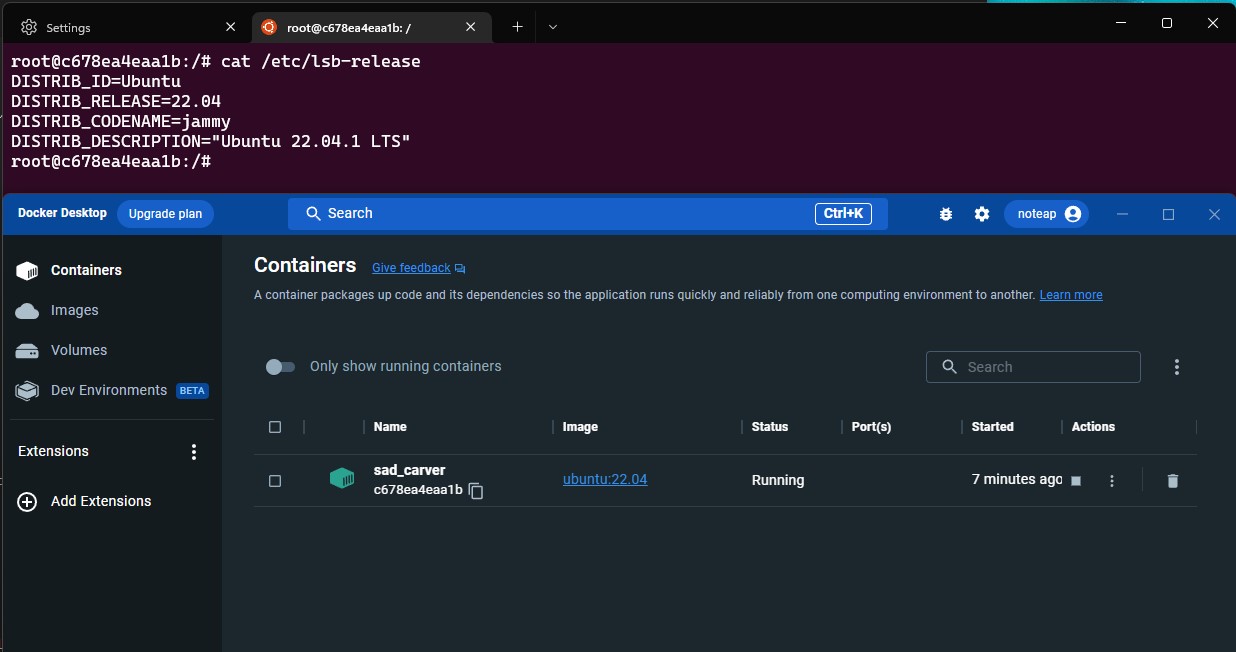 Settings
root@c678ea4eaa1b: /
root@c678ea4eaa1b:/# cat /etc/lsb-release
DISTRIB_ID=Ubuntu
DISTRIB_RELEASE=22.04
DISTRIB_CODENAME=jammy
DISTRIB_DESCRIPTION="Ubuntu 22.04.1 LTS"
root@c678ea4eaa1b:/#
Docker Desktop
Upgrade plan
Search
Ctrl+K
noteap
Containers
Images
Volumes
Dev Environments BETA
Extensions
Add Extensions
Containers
Give feedback
A container packages up code and its dependencies so the application runs quickly and reliably from one computing environment to another. Learn more
Only show running containers
Search
Name Image Status Port(s) Started Actions
sad_carver
c678ea4eaa1b
ubuntu:22.04
Running
7 minutes ago